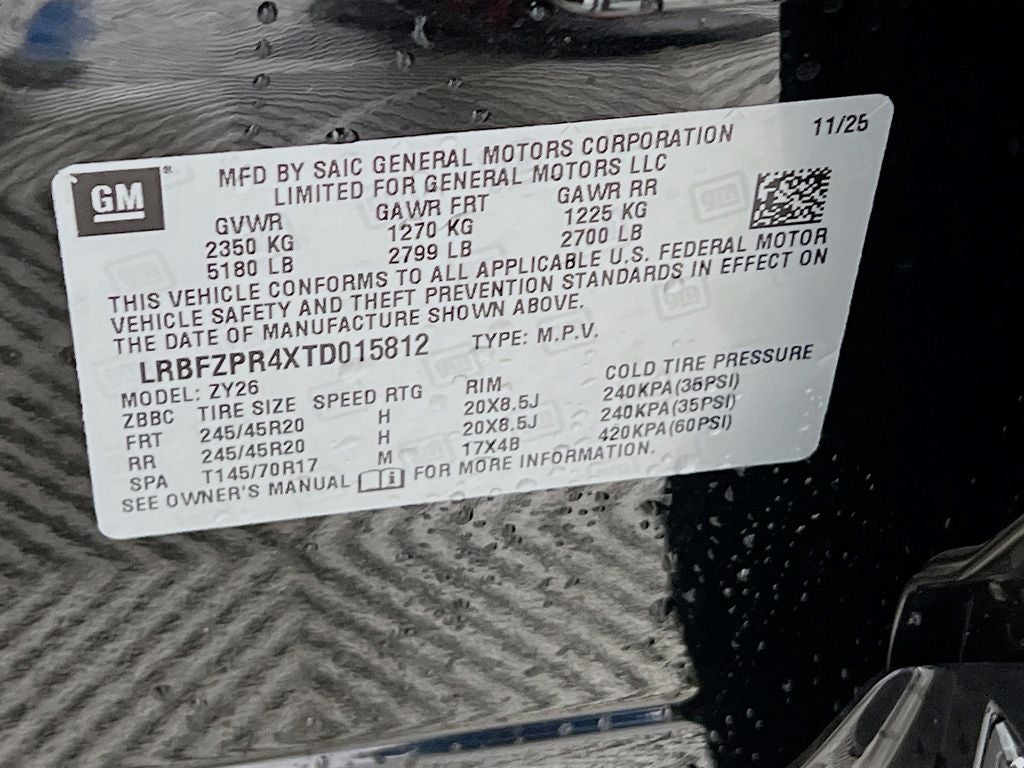 11/25
GM
MFD BY SAIC GENERAL MOTORS CORPORATION
LIMITED FOR GENERAL MOTORS LLC
GVWR GAWR FRT GAWR RR
2350 KG 1270 KG 1225 KG
5180 LB 2799 LB 2700 LB
THIS VEHICLE CONFORMS TO ALL APPLICABLE U.S. FEDERAL MOTOR
VEHICLE SAFETY AND THEFT PREVENTION STANDARDS IN EFFECT ON
THE DATE OF MANUFACTURE SHOWN ABOVE.
LRBFZPR4XTD015812 TYPE: M.P.V.
MODEL: ZY26
ZBBC TIRE SIZE SPEED RTG RIM COLD TIRE PRESSURE
FRT 245/45R20 H 20X8.5J 240KPA(35PSI)
RR 245/45R20 H 20X8.5J 240KPA(35PSI)
SPA T145/70R17 M 17X4B 420KPA(60PSI)
SEE OWNER'S MANUAL FOR MORE INFORMATION.